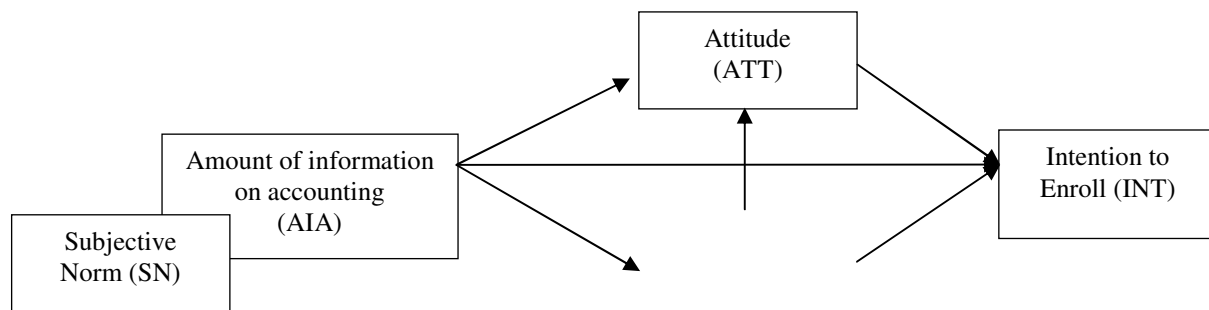 Attitude
(ATT)
Amount of information
on accounting
(AIA)
Intention to
Enroll (INT)
Subjective
Norm (SN)